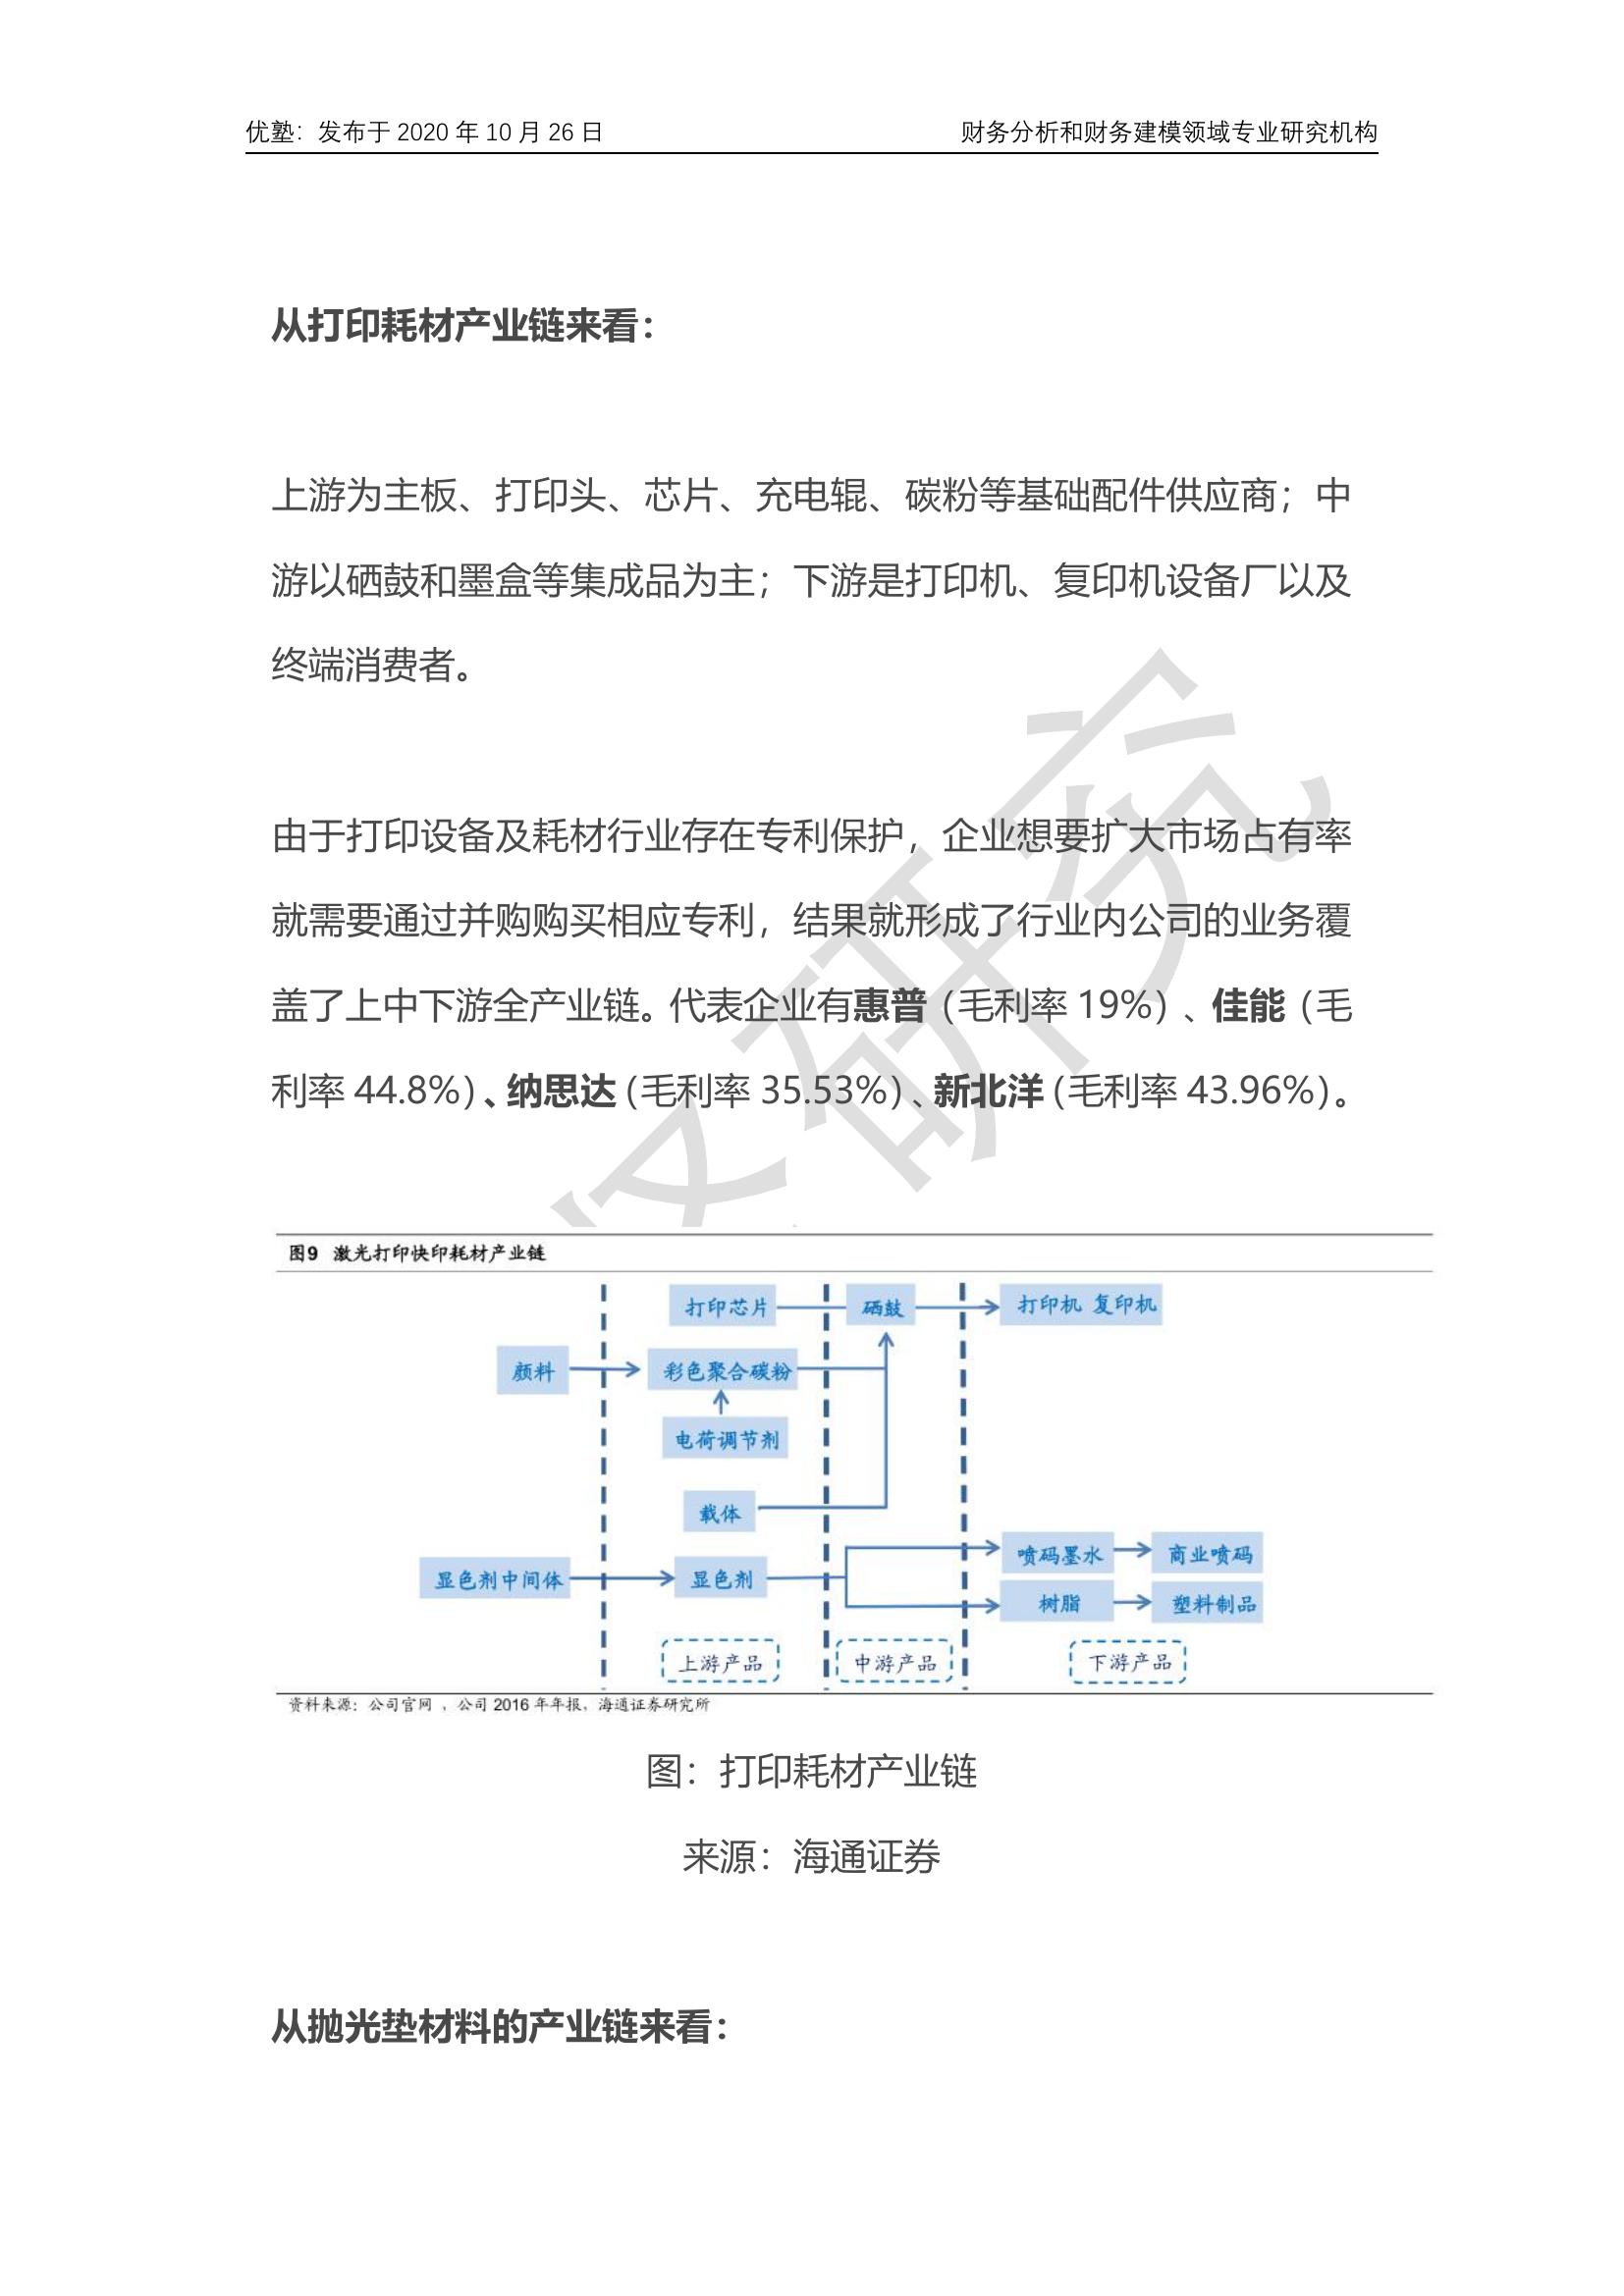 优塾：发布于 2020 年 10 月 26 日
财务分析和财务建模领域专业研究机构
从打印耗材产业链来看：
上游为主板、打印头、芯片、充电辊、碳粉等基础配件供应商；中
游以硒鼓和墨盒等集成品为主；下游是打印机、复印机设备厂以及
终端消费者。
由于打印设备及耗材行业存在专利保护，企业想要扩大市场占有率
就需要通过并购购买相应专利，结果就形成了行业内公司的业务覆
盖了上中下游全产业链。代表企业有惠普（毛利率 19%）、佳能（毛
利率 44.8%）、纳思达（毛利率 35.53%）、新北洋（毛利率 43.96%）。
图9 激光打印快印耗材产业链
打印芯片
硒鼓
打印机 复印机
颜料
彩色聚合碳粉
电荷调节剂
载体
显色剂中间体
显色剂
喷码墨水
商业喷码
树脂
塑料制品
上游产品
中游产品
下游产品
资料来源：公司官网 ，公司 2016 年年报，海通证券研究所
图：打印耗材产业链
来源：海通证券
从抛光垫材料的产业链来看：
研究